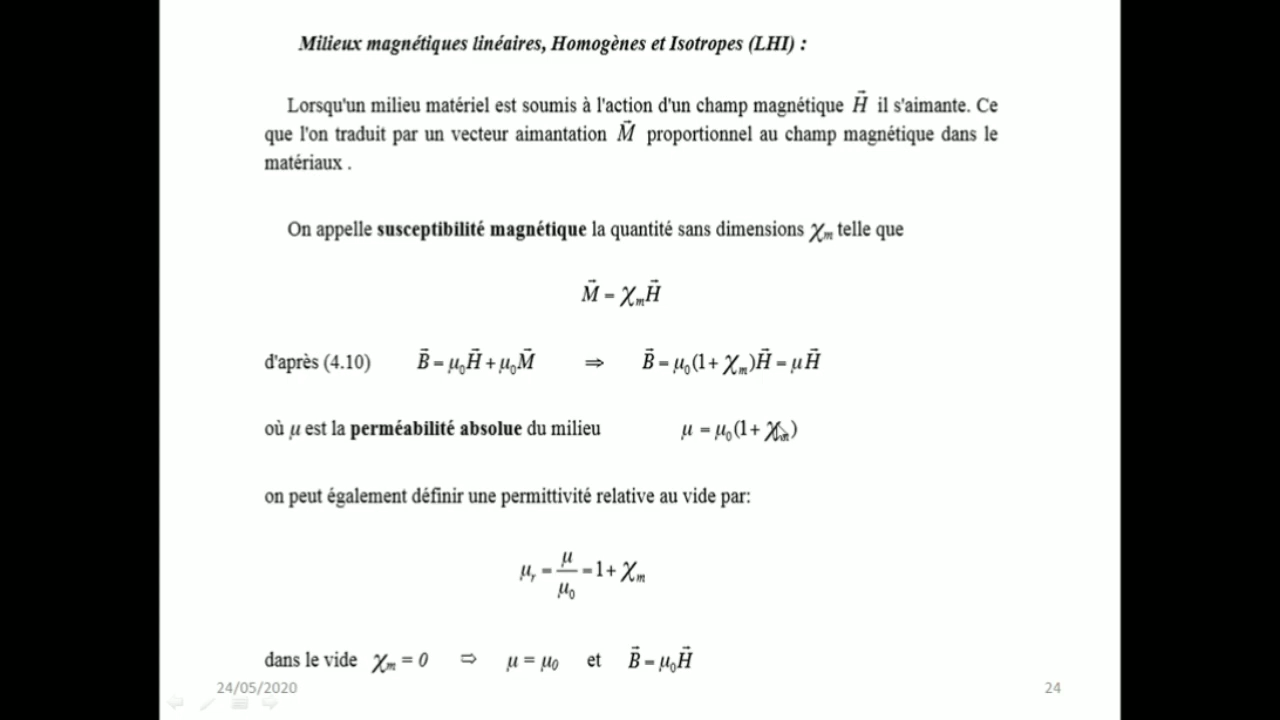 Milieux magnétiques linéaires, Homogènes et Isotropes (LHI) :
Lorsqu'un milieu matériel est soumis à l'action d'un champ magnétique H⃗ il s'aimante. Ce
que l'on traduit par un vecteur aimantation M⃗ proportionnel au champ magnétique dans le
matériaux .
On appelle susceptibilité magnétique la quantité sans dimensions χₘ telle que
M⃗ = χₘH⃗
d'après (4.10) B⃗ = μ₀H⃗ + μ₀M⃗ ⇒ B⃗ = μ₀(1 + χₘ)H⃗ = μH⃗
où μ est la perméabilité absolue du milieu μ = μ₀(1 + χₘ)
on peut également définir une permittivité relative au vide par:
μᵣ = μ/μ₀ = 1 + χₘ
dans le vide χₘ = 0 ⇒ μ = μ₀ et B⃗ = μ₀H⃗
24/05/2020 24